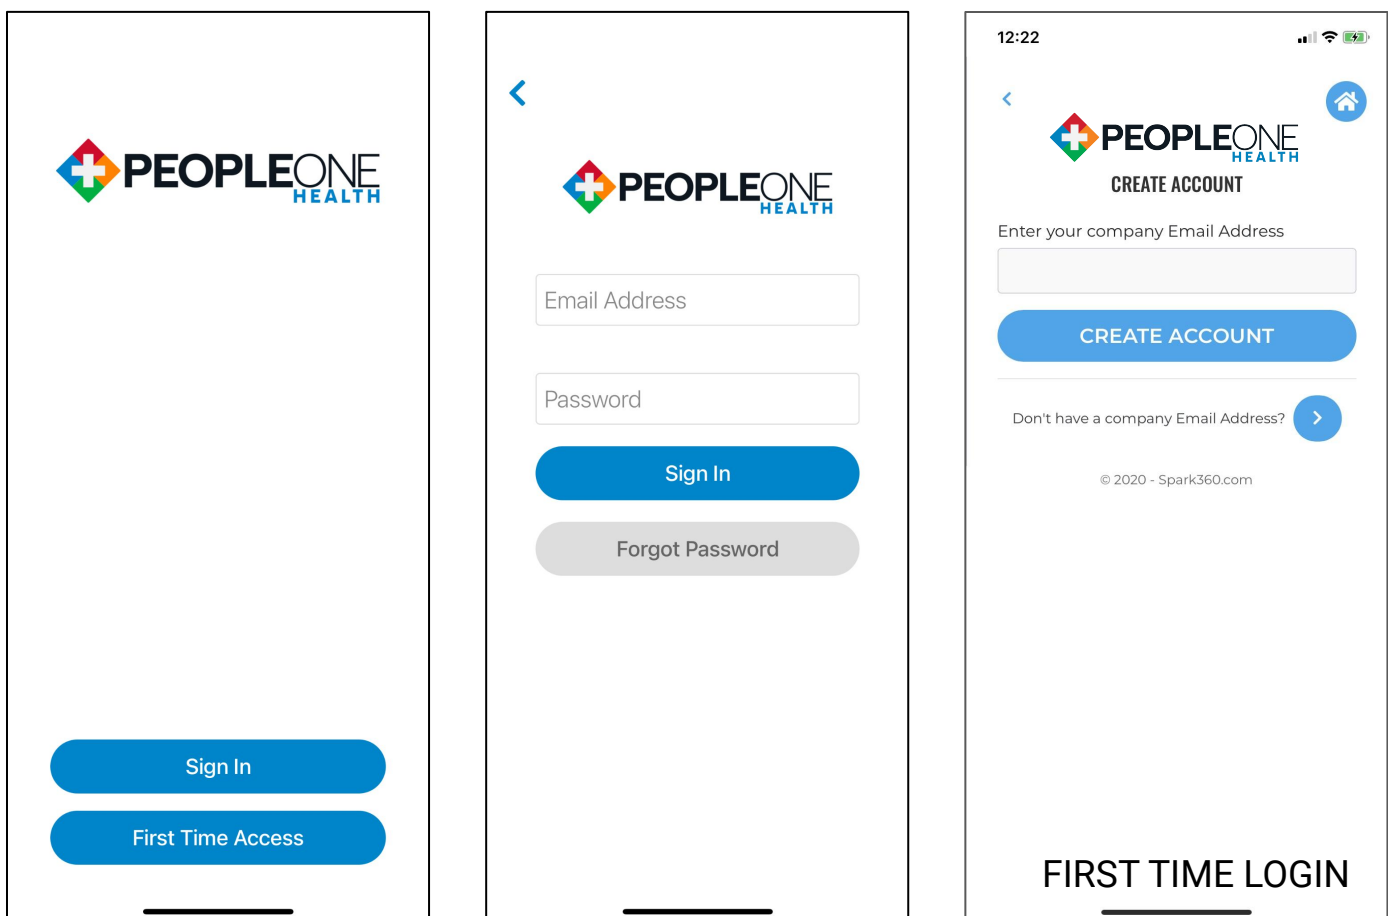 PEOPLEONE
HEALTH
Sign In
First Time Access
PEOPLEONE
HEALTH
Email Address
Password
Sign In
Forgot Password
12:22
PEOPLEONE
HEALTH
CREATE ACCOUNT
Enter your company Email Address
CREATE ACCOUNT
Don't have a company Email Address?
© 2020 - Spark360.com
FIRST TIME LOGIN